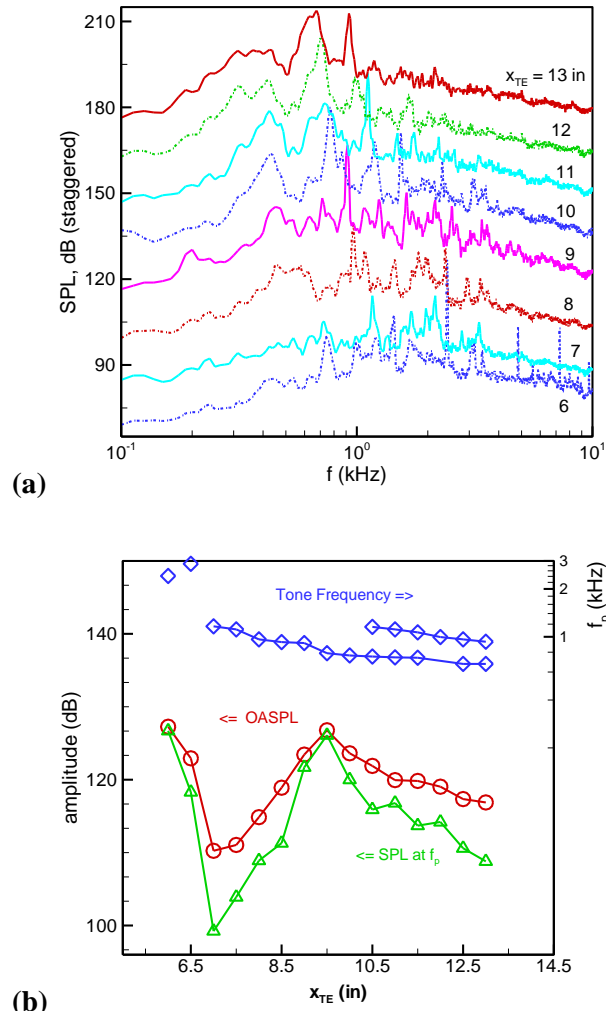 210
180
150
120
90
SPL, dB (staggered)
x_TE = 13 in
12
11
10
9
8
7
6
10^-1
10^0
10^1
f (kHz)
(a)
3
2
1
f_p (kHz)
Tone Frequency =>
140
120
100
amplitude (dB)
<= OASPL
<= SPL at f_p
6.5
8.5
10.5
12.5
14.5
x_TE (in)
(b)